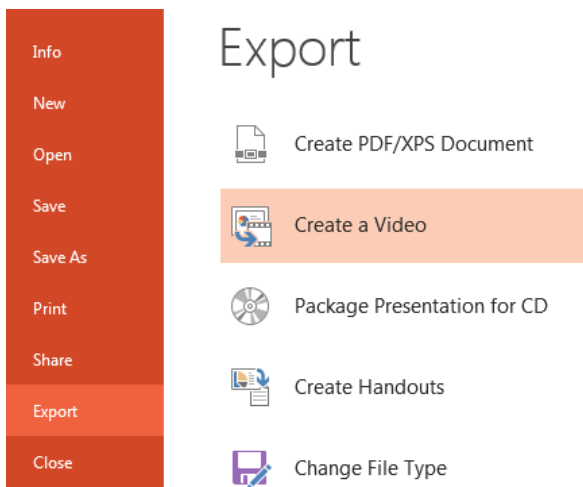 Info
New
Open
Save
Save As
Print
Share
Export
Close
Export
Create PDF/XPS Document
Create a Video
Package Presentation for CD
Create Handouts
Change File Type